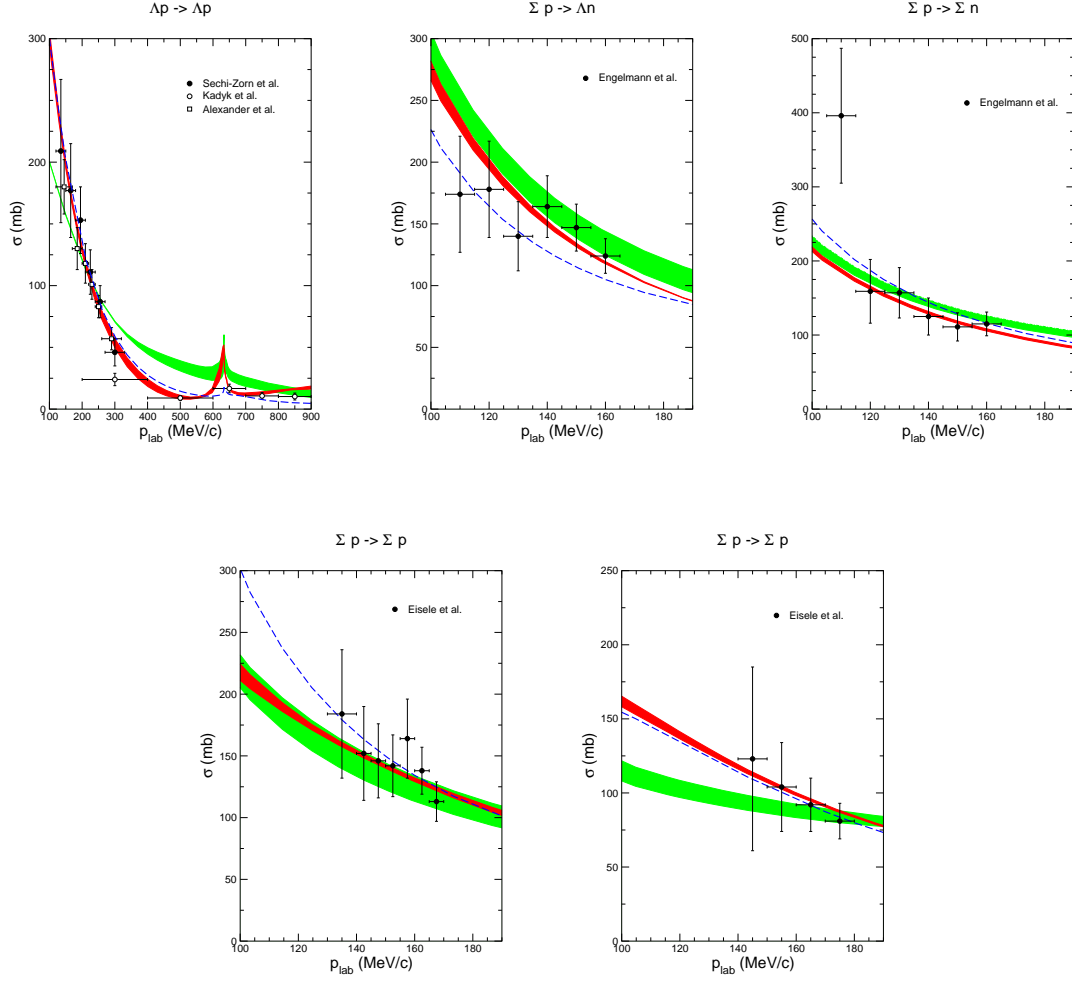 Λp -> Λp
300
250
200
150
100
50
0
σ (mb)
100 200 300 400 500 600 700 800 900
p_lab (MeV/c)
Sechi-Zorn et al.
Kadyk et al.
Alexander et al.
Σ p -> Λn
300
250
200
150
100
50
0
σ (mb)
100 120 140 160 180
p_lab (MeV/c)
Engelmann et al.
Σ p -> Σ n
500
400
300
200
100
0
σ (mb)
120 140 160 180
p_lab (MeV/c)
Engelmann et al.
Σ p -> Σ p
300
250
200
150
100
50
0
σ (mb)
100 120 140 160 180
p_lab (MeV/c)
Eisele et al.
Σ p -> Σ p
250
200
150
100
50
0
σ (mb)
100 120 140 160 180
p_lab (MeV/c)
Eisele et al.